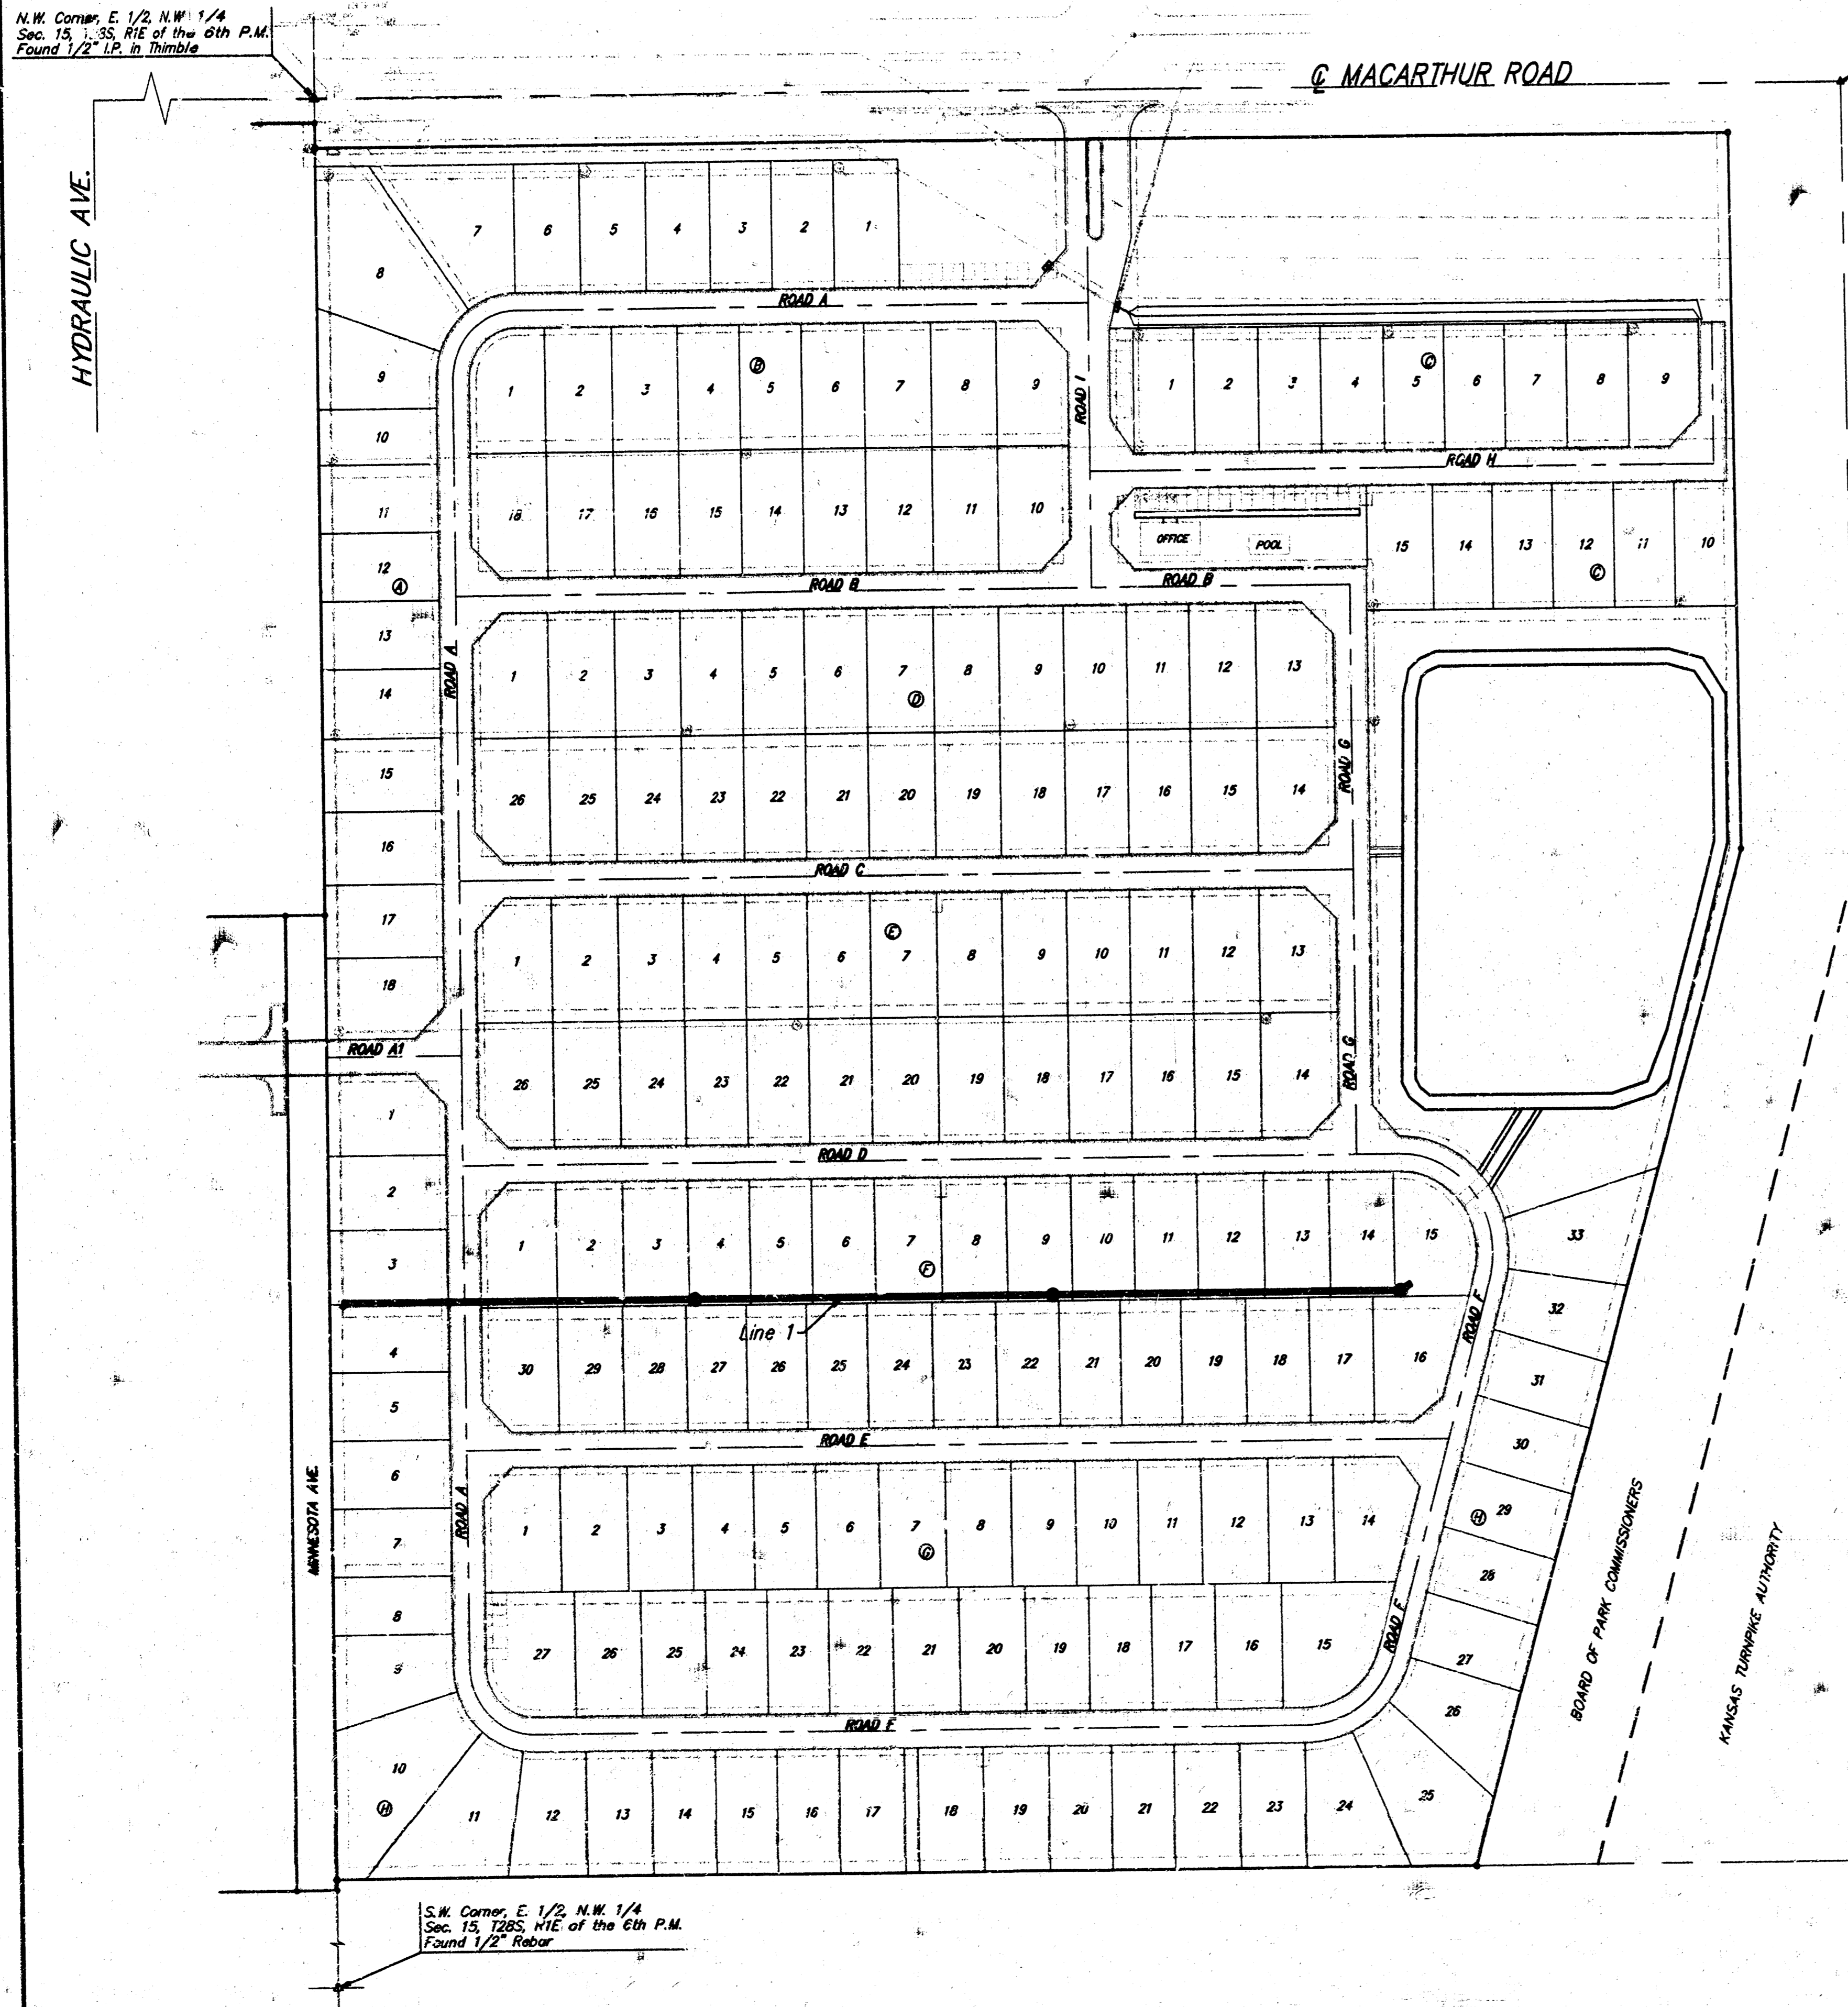 N.W. Corner, E. 1/2, N.W. 1/4
Sec. 15, R1E of the 6th P.M.
Found 1/2" I.P. in Thimble
℄ MACARTHUR ROAD
HYDRAULIC AVE.
7 6 5 4 3 2 1
8
ROAD A
9
1 2 3 4 B 5 6 7 8 9
ROAD I
1 2 3 4 5 C 6 7 8 9
10
ROAD H
11
18 17 16 15 14 13 12 11 10
OFFICE POOL
15 14 13 12 11 10
12
A
ROAD B
ROAD B
C
13
ROAD A
1 2 3 4 5 6 7 8 9 10 11 12 13
14
D
15
ROAD G
26 25 24 23 22 21 20 19 18 17 16 15 14
16
ROAD C
17
E
1 2 3 4 5 6 7 8 9 10 11 12 13
18
ROAD A1
ROAD G
26 25 24 23 22 21 20 19 18 17 16 15 14
1
ROAD D
2
1 2 3 4 5 6 7 8 9 10 11 12 13 14 15
33
3
F
32
Line 1
ROAD F
4
30 29 28 27 26 25 24 23 22 21 20 19 18 17 16
31
5
ROAD E
30
6
MINNESOTA AVE.
ROAD A
1 2 3 4 5 6 7 8 9 10 11 12 13 14
H 29
7
G
28
BOARD OF PARK COMMISSIONERS
KANSAS TURNPIKE AUTHORITY
8
27 26 25 24 23 22 21 20 19 18 17 16 15
ROAD F
27
9
26
ROAD F
10
H
11 12 13 14 15 16 17 18 19 20 21 22 23 24 25
S.W. Corner, E. 1/2, N.W. 1/4
Sec. 15, T28S, R1E of the 6th P.M.
Found 1/2" Rebar